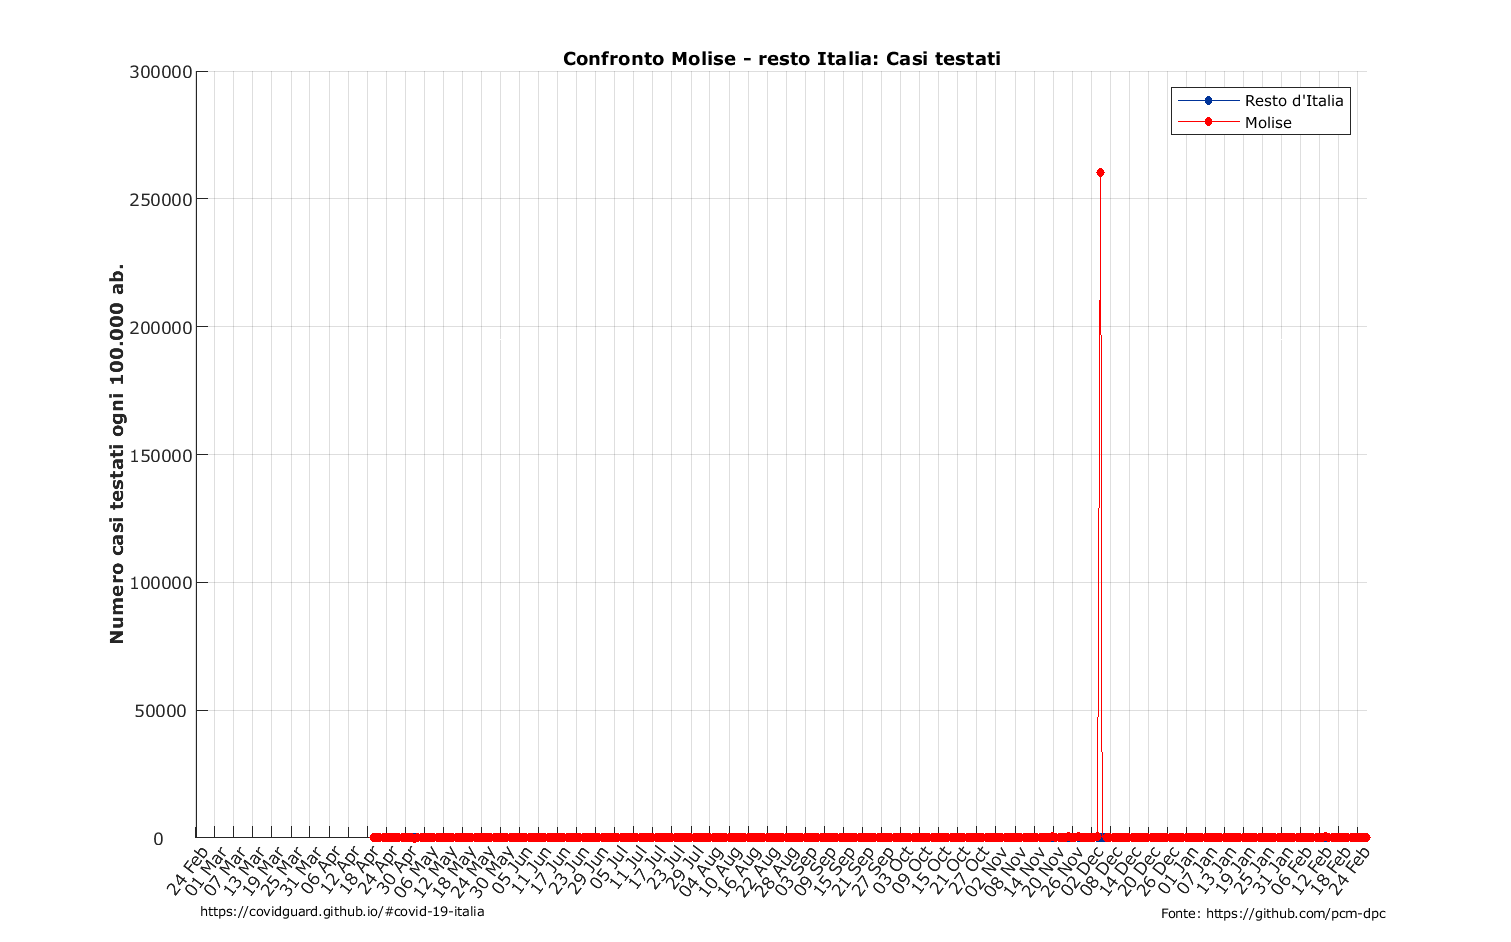 Confronto Molise - resto Italia: Casi testati
Resto d'Italia
Molise
Numero casi testati ogni 100.000 ab.
300000
250000
200000
150000
100000
50000
0
24 Feb
01 Mar
07 Mar
13 Mar
19 Mar
25 Mar
31 Mar
06 Apr
12 Apr
18 Apr
24 Apr
30 Apr
06 May
12 May
18 May
24 May
30 May
05 Jun
11 Jun
17 Jun
23 Jun
29 Jun
05 Jul
11 Jul
17 Jul
23 Jul
29 Jul
04 Aug
10 Aug
16 Aug
22 Aug
28 Aug
03 Sep
09 Sep
15 Sep
21 Sep
27 Sep
03 Oct
09 Oct
15 Oct
21 Oct
27 Oct
02 Nov
08 Nov
14 Nov
20 Nov
26 Nov
02 Dec
08 Dec
14 Dec
20 Dec
26 Dec
01 Jan
07 Jan
13 Jan
19 Jan
25 Jan
31 Jan
06 Feb
12 Feb
18 Feb
24 Feb
https://covidguard.github.io/#covid-19-italia
Fonte: https://github.com/pcm-dpc